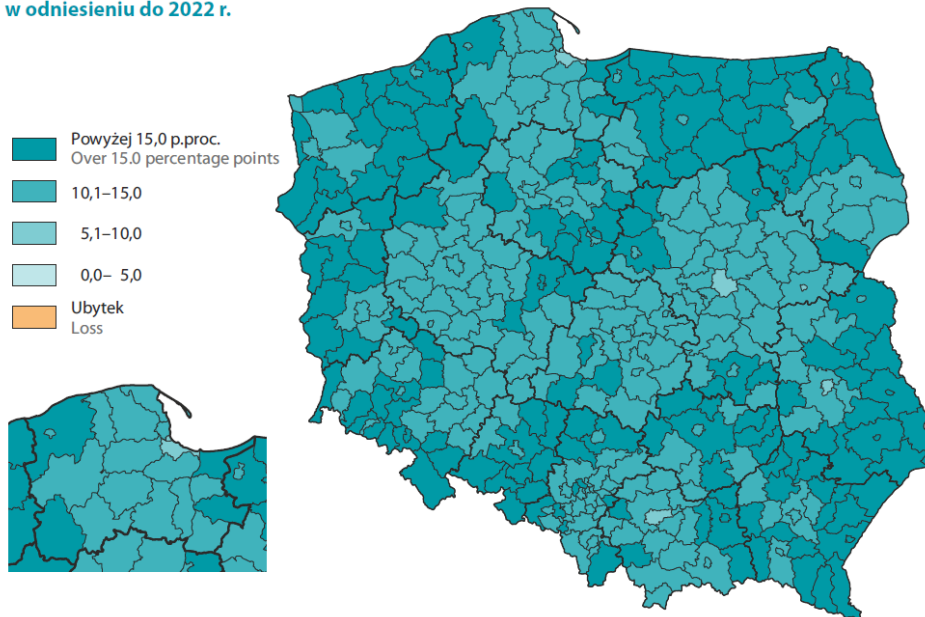 w odniesieniu do 2022 r.
Powyżej 15,0 p.proc.
Over 15.0 percentage points
10,1–15,0
5,1–10,0
0,0– 5,0
Ubytek
Loss